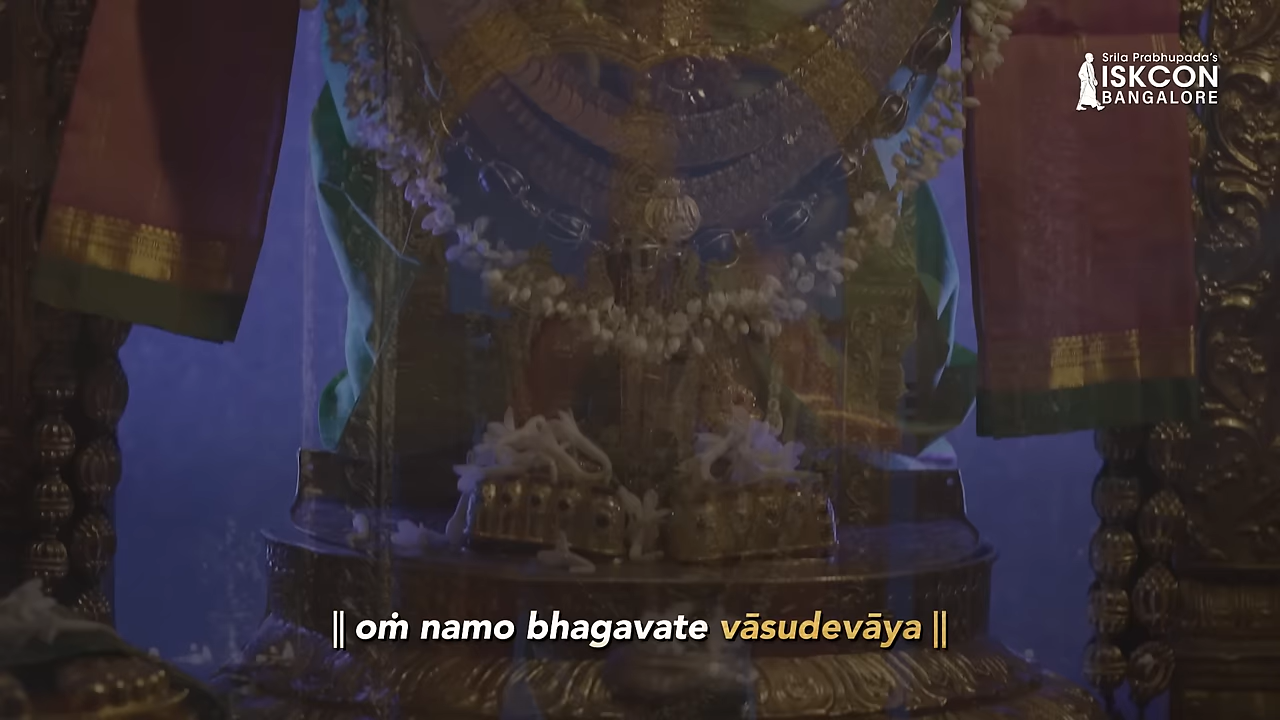 Srila Prabhupada's
ISKCON
BANGALORE
|| oṁ namo bhagavate vāsudevāya ||